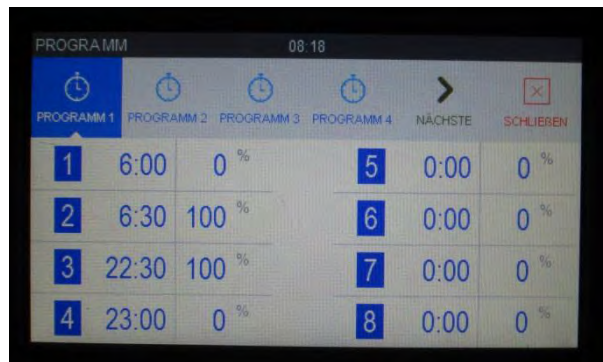 PROGRAMM 08:18
PROGRAMM 1 PROGRAMM 2 PROGRAMM 3 PROGRAMM 4 NÄCHSTE SCHLIEßEN
1 6:00 0 % 5 0:00 0 %
2 6:30 100 % 6 0:00 0 %
3 22:30 100 % 7 0:00 0 %
4 23:00 0 % 8 0:00 0 %